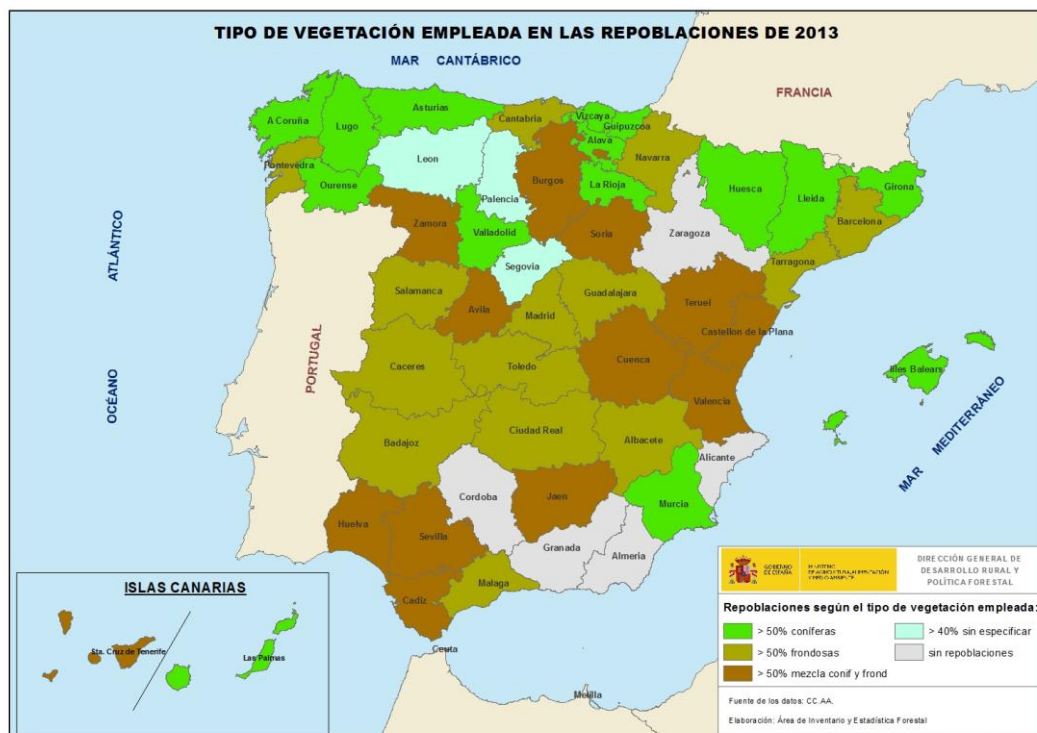 TIPO DE VEGETACIÓN EMPLEADA EN LAS REPOBLACIONES DE 2013
MAR CANTÁBRICO
FRANCIA
A Coruña
Lugo
Asturias
Cantabria
Vizcaya
Guipuzcoa
Alava
Navarra
Pontevedra
Ourense
Leon
Palencia
Burgos
La Rioja
Huesca
Lleida
Girona
Barcelona
Zamora
Valladolid
Soria
Zaragoza
Tarragona
Segovia
Salamanca
Avila
Madrid
Guadalajara
Teruel
Castellon de la Plana
OCÉANO ATLÁNTICO
PORTUGAL
Caceres
Toledo
Cuenca
Valencia
Illes Balears
MAR MEDITERRÁNEO
Badajoz
Ciudad Real
Albacete
Alicante
Cordoba
Jaen
Murcia
Huelva
Sevilla
Granada
Almeria
Malaga
Cadiz
Ceuta
Melilla
ISLAS CANARIAS
Sta. Cruz de Tenerife
Las Palmas
GOBIERNO
DE ESPAÑA
MINISTERIO
DE AGRICULTURA, ALIMENTACIÓN
Y MEDIO AMBIENTE
DIRECCIÓN GENERAL DE
DESARROLLO RURAL Y
POLÍTICA FORESTAL
Repoblaciones según el tipo de vegetación empleada:
> 50% coníferas
> 40% sin especificar
> 50% frondosas
sin repoblaciones
> 50% mezcla conif y frond
Fuente de los datos: CC.AA.
Elaboración: Área de Inventario y Estadística Forestal